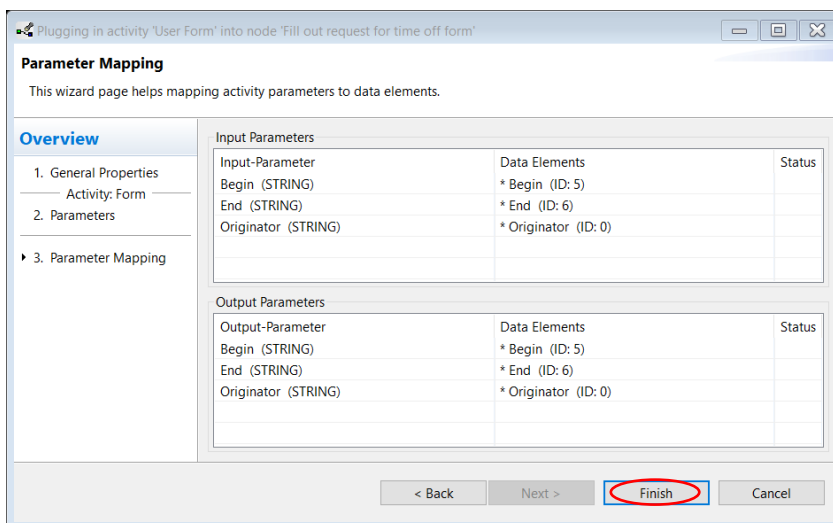 Plugging in activity 'User Form' into node 'Fill out request for time off form'
Parameter Mapping
This wizard page helps mapping activity parameters to data elements.
Overview
1. General Properties
Activity: Form
2. Parameters
3. Parameter Mapping
Input Parameters
Input-Parameter Data Elements Status
Begin (STRING) * Begin (ID: 5)
End (STRING) * End (ID: 6)
Originator (STRING) * Originator (ID: 0)
Output Parameters
Output-Parameter Data Elements Status
Begin (STRING) * Begin (ID: 5)
End (STRING) * End (ID: 6)
Originator (STRING) * Originator (ID: 0)
< Back Next > Finish Cancel